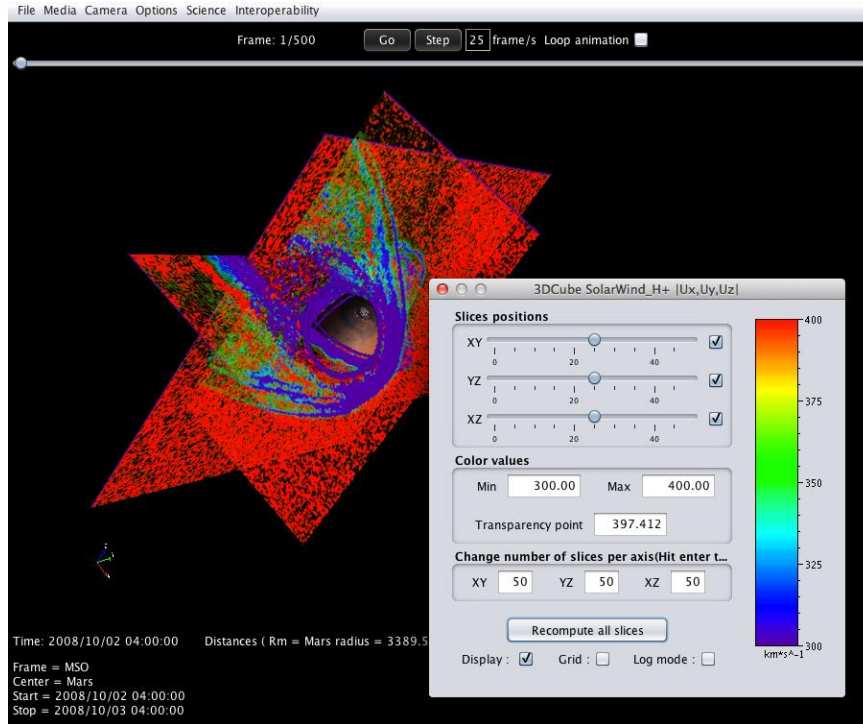 File Media Camera Options Science Interoperability
Frame: 1/500 Go Step 25 frame/s Loop animation
3DCube SolarWind_H+ |Ux,Uy,Uz|
Slices positions
XY
0 20 40
YZ
0 20 40
XZ
0 20 40
Color values
Min 300.00 Max 400.00
Transparency point 397.412
Change number of slices per axis(Hit enter t...
XY 50 YZ 50 XZ 50
Recompute all slices
Display : Grid : Log mode :
400
375
350
325
300
km*s^-1
Time: 2008/10/02 04:00:00 Distances ( Rm = Mars radius = 3389.5
Frame = MSO
Center = Mars
Start = 2008/10/02 04:00:00
Stop = 2008/10/03 04:00:00